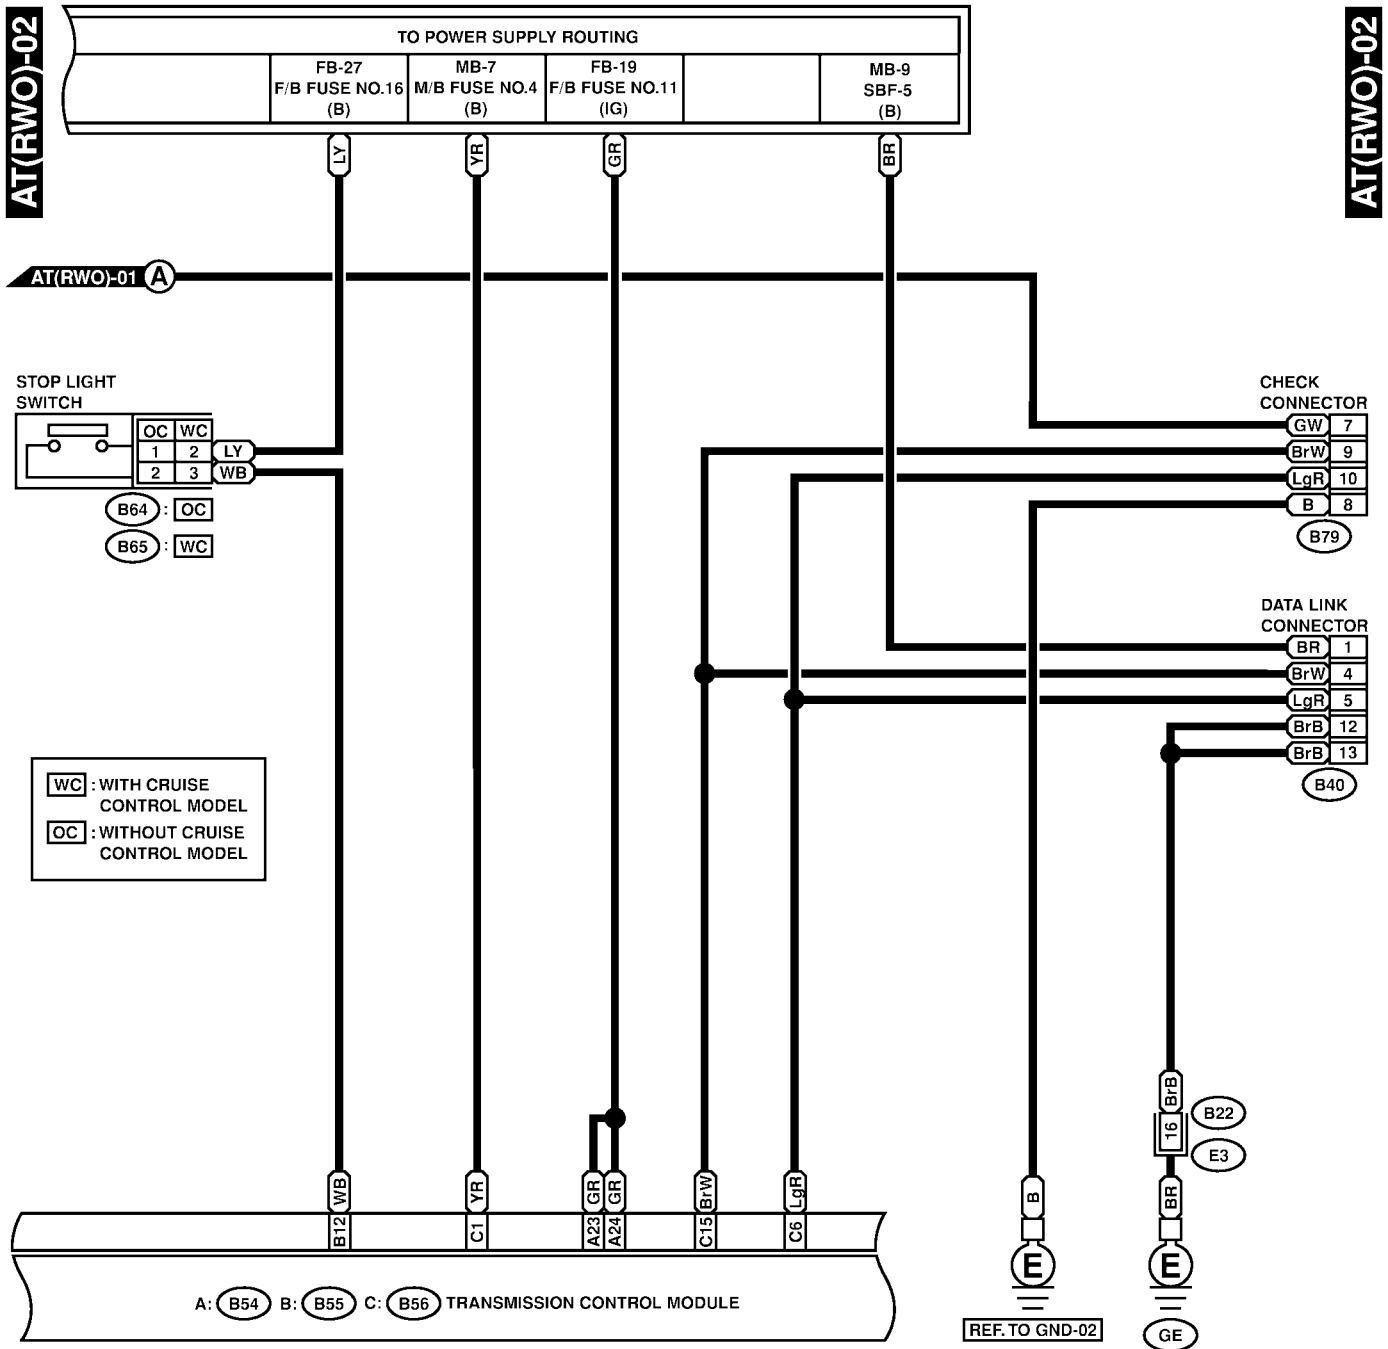 AT(RWO)-02
AT(RWO)-02
TO POWER SUPPLY ROUTING
FB-27
F/B FUSE NO.16
(B)
MB-7
M/B FUSE NO.4
(B)
FB-19
F/B FUSE NO.11
(IG)
MB-9
SBF-5
(B)
LY
YR
GR
BR
AT(RWO)-01 A
STOP LIGHT
SWITCH
OC WC
1 2 LY
2 3 WB
B64 : OC
B65 : WC
CHECK
CONNECTOR
GW 7
BrW 9
LgR 10
B 8
B79
DATA LINK
CONNECTOR
BR 1
BrW 4
LgR 5
BrB 12
BrB 13
B40
WC : WITH CRUISE
CONTROL MODEL
OC : WITHOUT CRUISE
CONTROL MODEL
BrB
16
B22
E3
BR
B
WB
YR
GR
GR
BrW
LgR
B12
C1
A23
A24
C15
C6
E
E
A: B54 B: B55 C: B56 TRANSMISSION CONTROL MODULE
REF. TO GND-02
GE